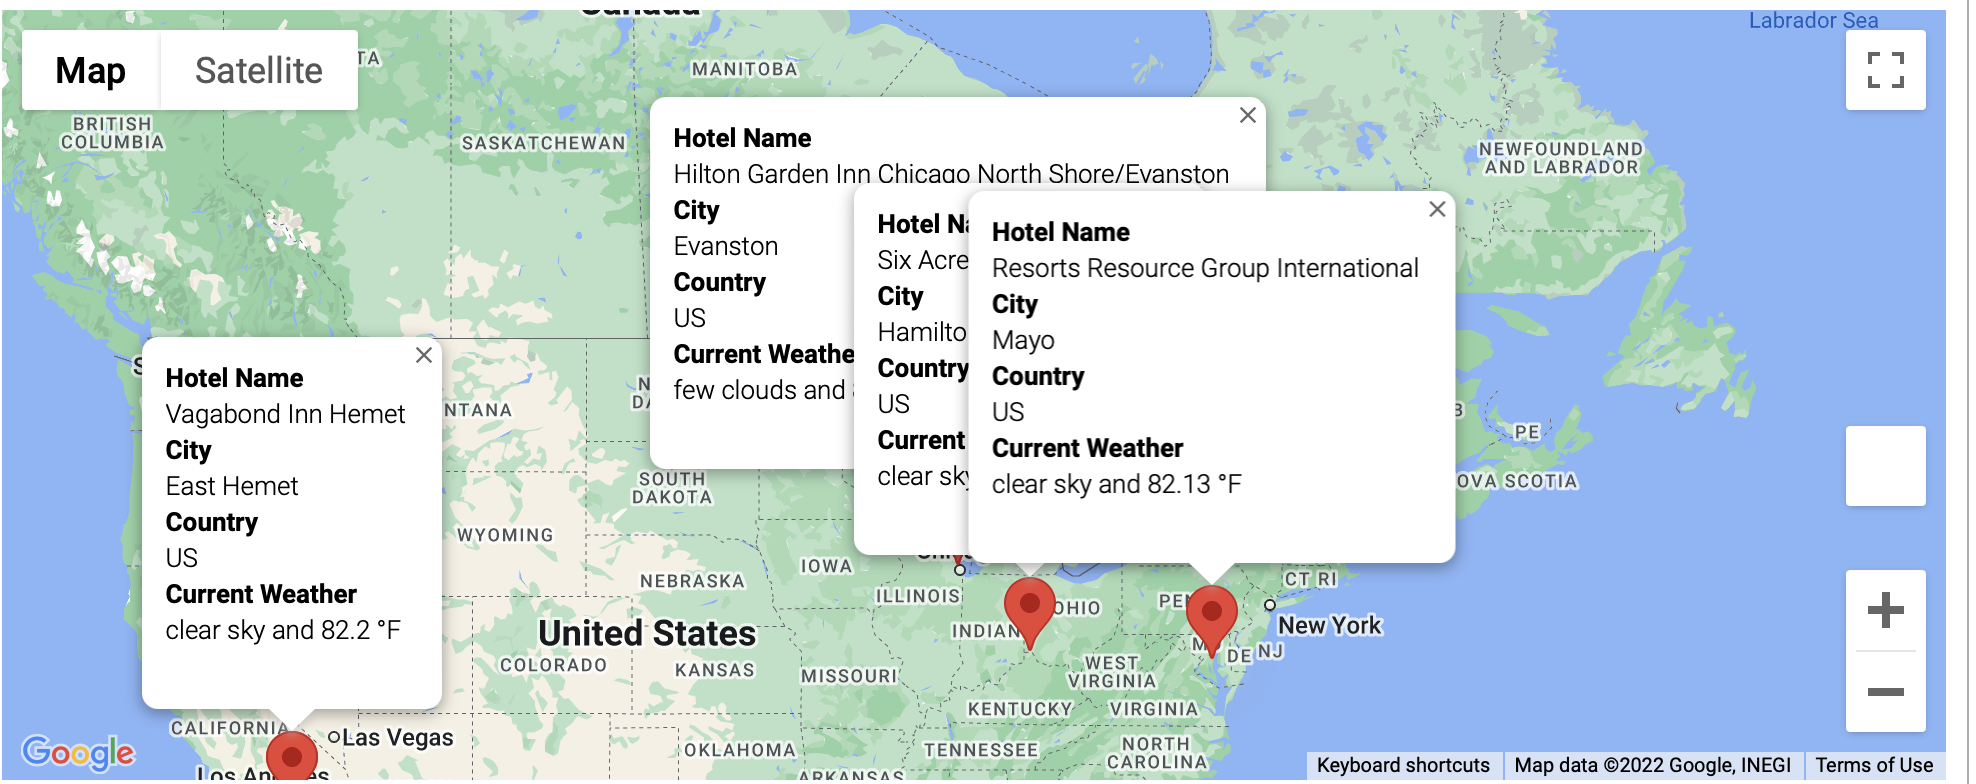 Canada
Labrador Sea
Map
Satellite
TA
MANITOBA
BRITISH
COLUMBIA
SASKATCHEWAN
NEWFOUNDLAND
AND LABRADOR
Hotel Name
Hilton Garden Inn Chicago North Shore/Evanston
City
Evanston
Country
US
Current Weathe
few clouds and
Hotel Na
Six Acre
City
Hamilto
Country
US
Current
clear sky
Hotel Name
Resorts Resource Group International
City
Mayo
Country
US
Current Weather
clear sky and 82.13 °F
Hotel Name
Vagabond Inn Hemet
City
East Hemet
Country
US
Current Weather
clear sky and 82.2 °F
NTANA
N
D
PE
OVA SCOTIA
SOUTH
DAKOTA
WYOMING
IOWA
NEBRASKA
ILLINOIS
OHIO
PEN
CT RI
New York
INDIAN
United States
M
DE NJ
COLORADO
KANSAS
MISSOURI
WEST
VIRGINIA
KENTUCKY
VIRGINIA
CALIFORNIA
Las Vegas
OKLAHOMA
TENNESSEE
NORTH
CAROLINA
Google
Los An es
ARKANSAS
Keyboard shortcuts
Map data ©2022 Google, INEGI
Terms of Use